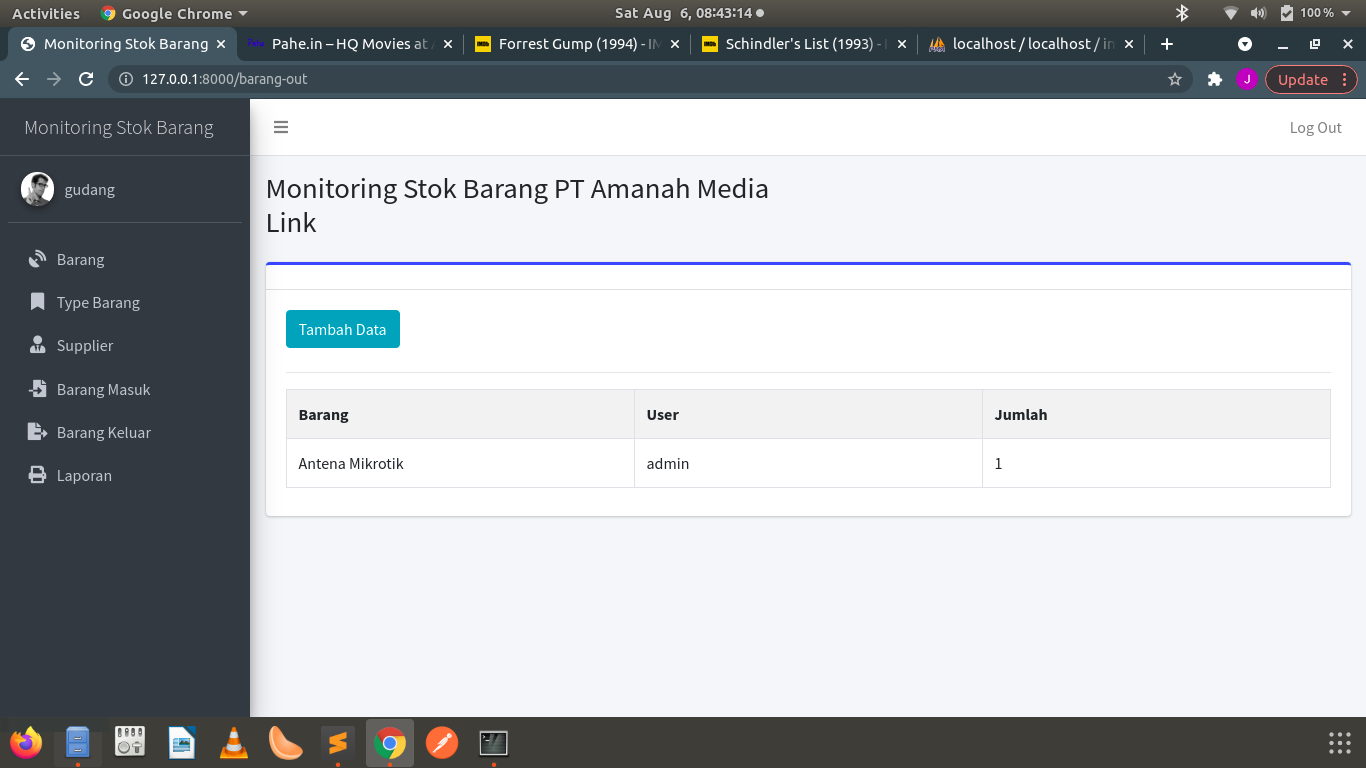 Activities
Google Chrome
Sat Aug 6, 08:43:14
100 %
Monitoring Stok Barang
Pahe.in – HQ Movies at
Forrest Gump (1994) - IM
Schindler's List (1993) - I
localhost / localhost / in
127.0.0.1:8000/barang-out
J
Update
Monitoring Stok Barang
Log Out
gudang
Monitoring Stok Barang PT Amanah Media
Link
Barang
Type Barang
Supplier
Barang Masuk
Barang Keluar
Laporan
Tambah Data
Barang User Jumlah
Antena Mikrotik admin 1